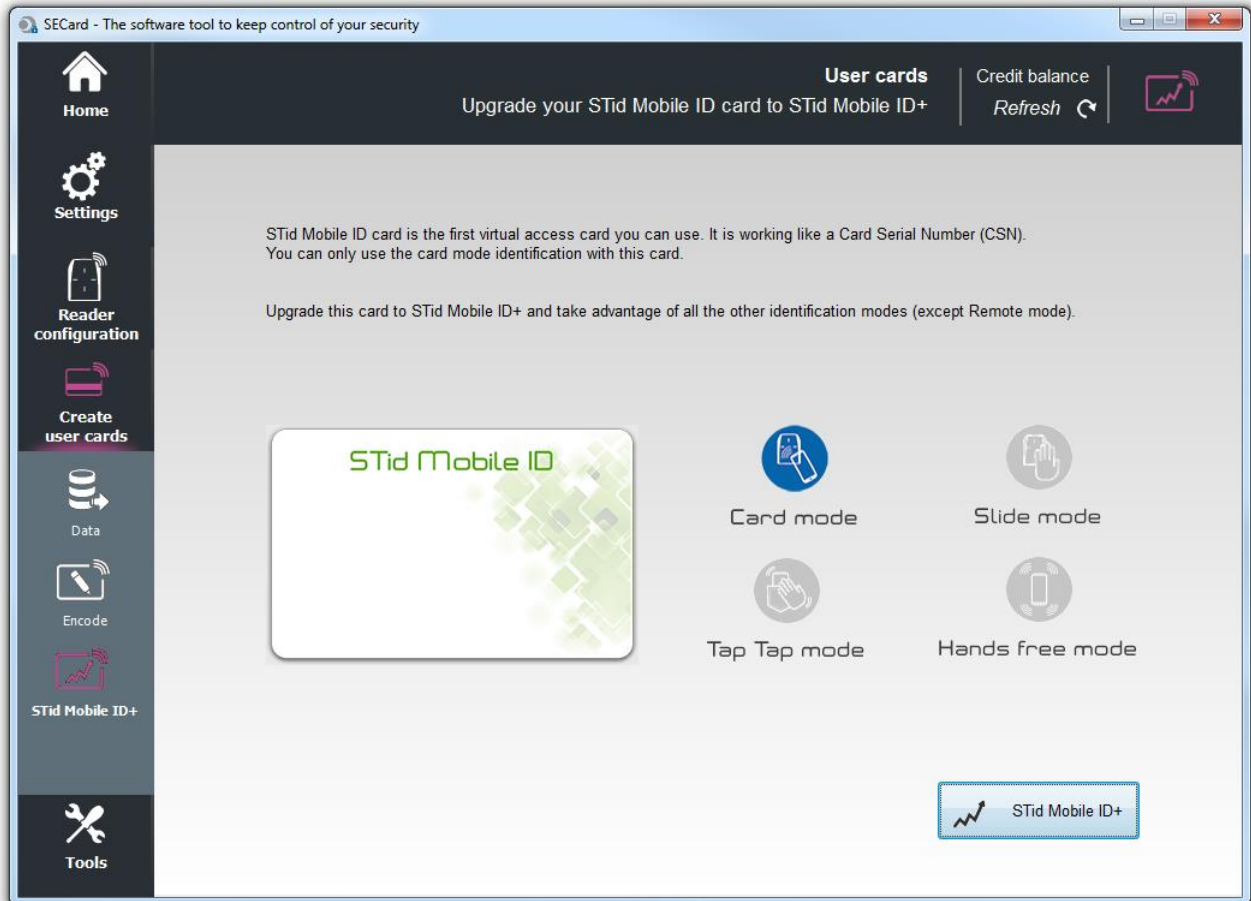 SECard - The software tool to keep control of your security
Home
User cards
Upgrade your STid Mobile ID card to STid Mobile ID+
Credit balance
Refresh
Settings
Reader
configuration
Create
user cards
Data
Encode
STid Mobile ID+
Tools
STid Mobile ID card is the first virtual access card you can use. It is working like a Card Serial Number (CSN).
You can only use the card mode identification with this card.
Upgrade this card to STid Mobile ID+ and take advantage of all the other identification modes (except Remote mode).
STid Mobile ID
Card mode
Slide mode
Tap Tap mode
Hands free mode
STid Mobile ID+